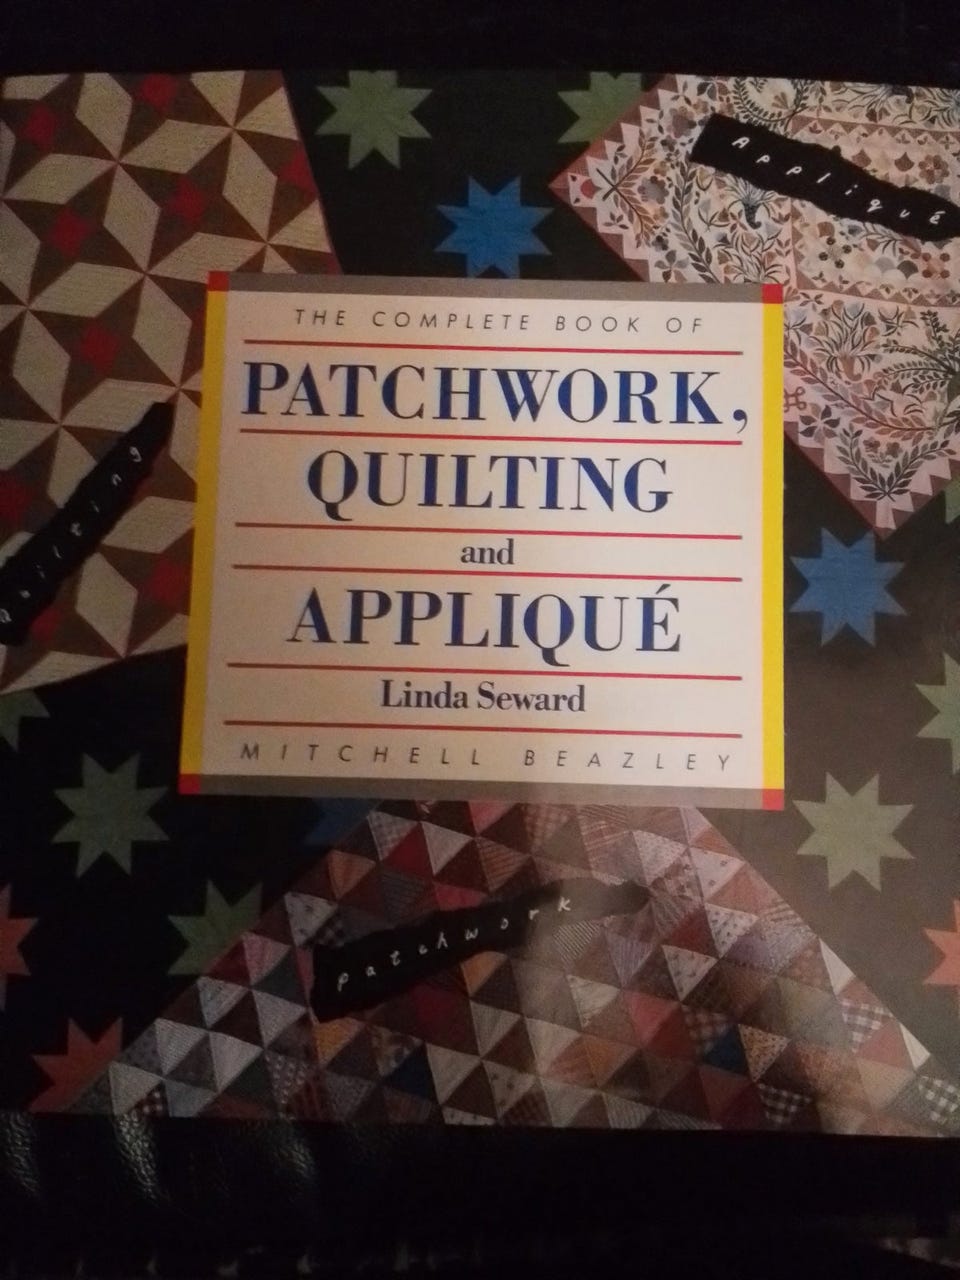 Appliqué
THE COMPLETE BOOK OF
PATCHWORK,
QUILTING
and
APPLIQUÉ
Linda Seward
MITCHELL BEAZLEY
Quilting
patchwork